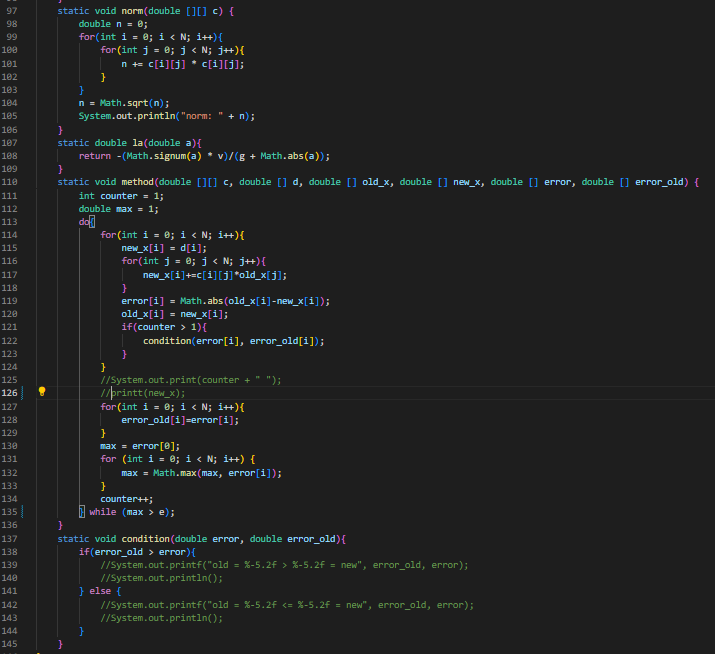 97 static void norm(double [][] c) {
98 double n = 0;
99 for(int i = 0; i < N; i++){
100 for(int j = 0; j < N; j++){
101 n += c[i][j] * c[i][j];
102 }
103 }
104 n = Math.sqrt(n);
105 System.out.println("norm: " + n);
106 }
107 static double la(double a){
108 return -(Math.signum(a) * v)/(g + Math.abs(a));
109 }
110 static void method(double [][] c, double [] d, double [] old_x, double [] new_x, double [] error, double [] error_old) {
111 int counter = 1;
112 double max = 1;
113 do{
114 for(int i = 0; i < N; i++){
115 new_x[i] = d[i];
116 for(int j = 0; j < N; j++){
117 new_x[i]+=c[i][j]*old_x[j];
118 }
119 error[i] = Math.abs(old_x[i]-new_x[i]);
120 old_x[i] = new_x[i];
121 if(counter > 1){
122 condition(error[i], error_old[i]);
123 }
124 }
125 //System.out.print(counter + " ");
126 //printt(new_x);
127 for(int i = 0; i < N; i++){
128 error_old[i]=error[i];
129 }
130 max = error[0];
131 for (int i = 0; i < N; i++) {
132 max = Math.max(max, error[i]);
133 }
134 counter++;
135 } while (max > e);
136 }
137 static void condition(double error, double error_old){
138 if(error_old > error){
139 //System.out.printf("old = %-5.2f > %-5.2f = new", error_old, error);
140 //System.out.println();
141 } else {
142 //System.out.printf("old = %-5.2f <= %-5.2f = new", error_old, error);
143 //System.out.println();
144 }
145 }